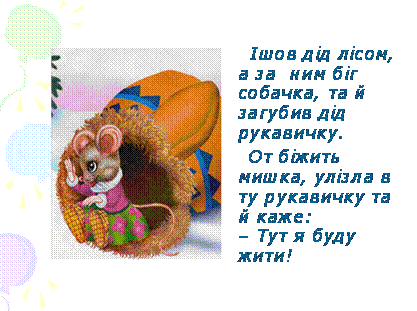 Ішов дід лісом,
а за ним біг
собачка, та й
загубив дід
рукавичку.
От біжить
мишка, улізла в
ту рукавичку та
й каже:
– Тут я буду
жити!